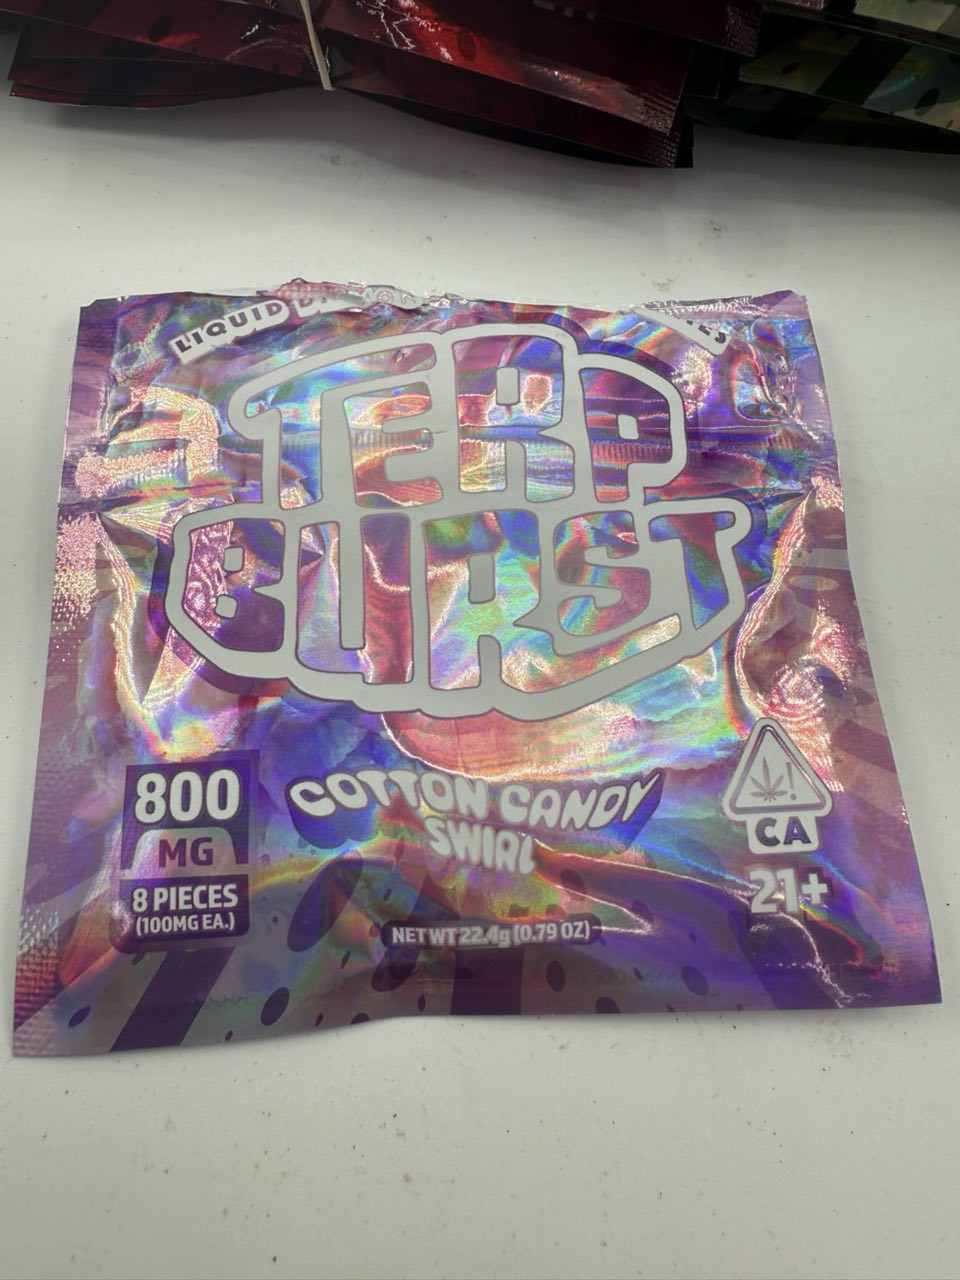 LIQUID
TERP
BURST
800
MG
8 PIECES
(100MG EA.)
COTTON CANDY
SWIRL
CA
21+
NET WT 22.4g (0.79 OZ)